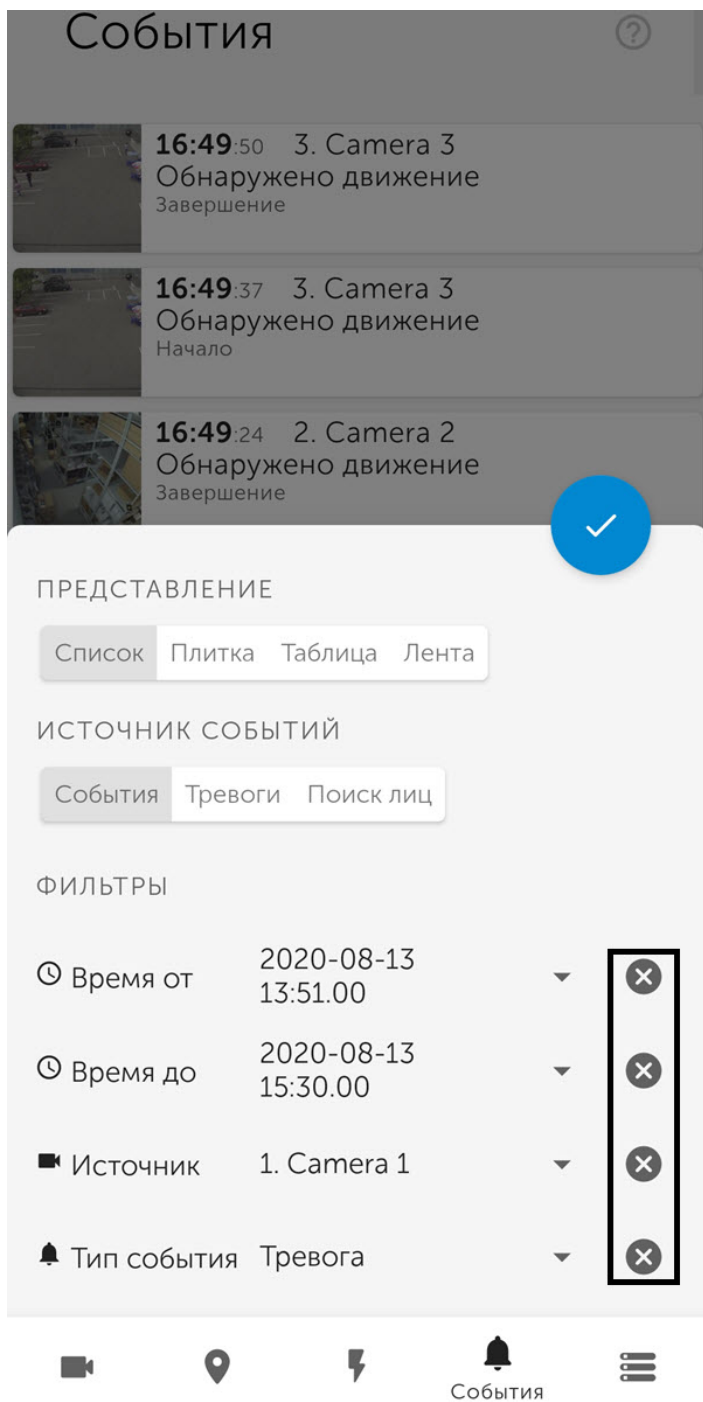 События
16:49:50 3. Camera 3
Обнаружено движение
Завершение
16:49:37 3. Camera 3
Обнаружено движение
Начало
16:49:24 2. Camera 2
Обнаружено движение
Завершение
ПРЕДСТАВЛЕНИЕ
Список Плитка Таблица Лента
ИСТОЧНИК СОБЫТИЙ
События Тревоги Поиск лиц
ФИЛЬТРЫ
Время от 2020-08-13
13:51.00
Время до 2020-08-13
15:30.00
Источник 1. Camera 1
Тип события Тревога
События